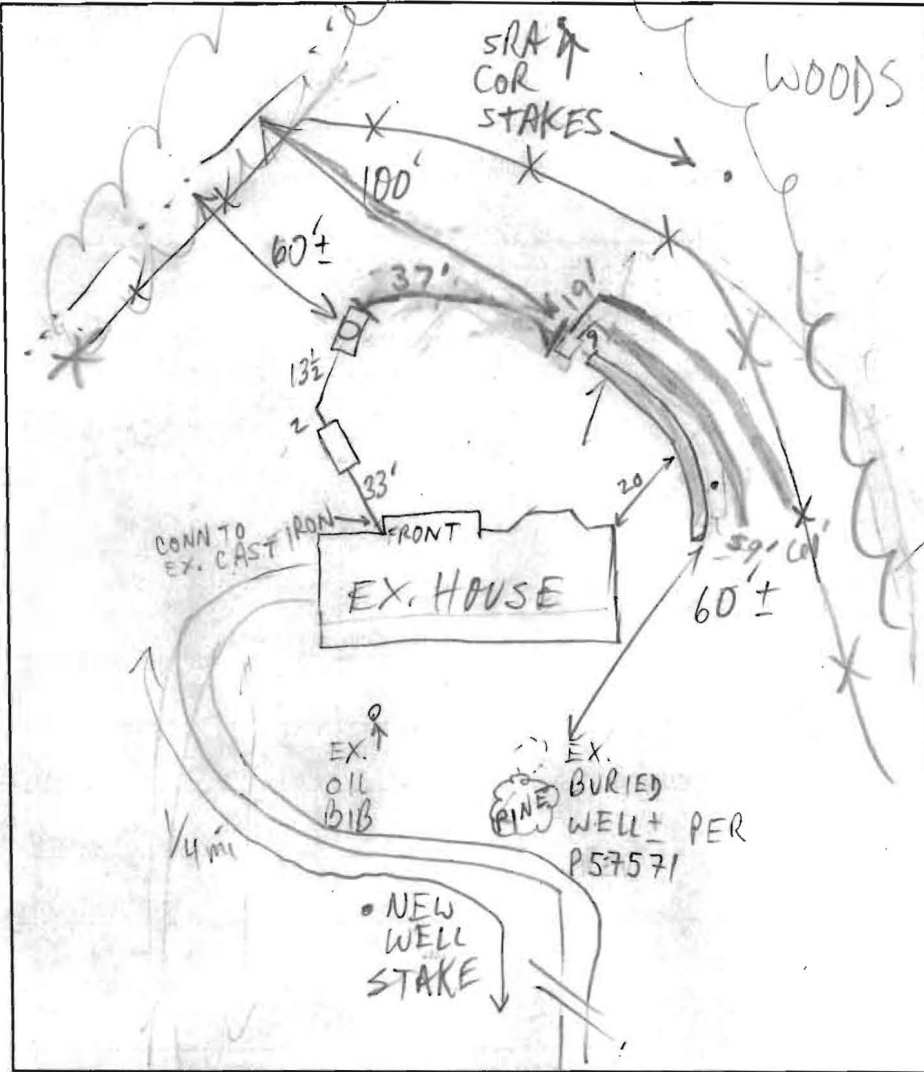 SRA &
COR
STAKES
WOODS
100'
60'±
37'
19'
9
13½
2
33'
20
CONN TO
EX. CAST IRON
FRONT
EX. HOUSE
59'
60'±
EX.
OIL
BIB
PINE
EX.
BURIED
WELL± PER
P57571
1/4 mi
NEW
WELL
STAKE